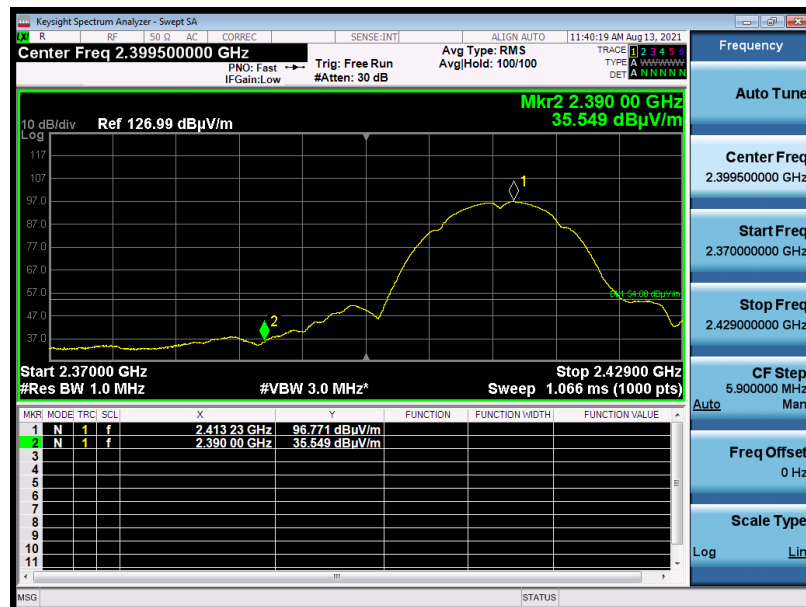 Keysight Spectrum Analyzer - Swept SA
LXI R RF 50 Ω AC CORREC SENSE:INT ALIGN AUTO 11:40:19 AM Aug 13, 2021
Center Freq 2.399500000 GHz
PNO: Fast
IFGain:Low
Trig: Free Run
#Atten: 30 dB
Avg Type: RMS
Avg|Hold: 100/100
TRACE 1 2 3 4 5 6
TYPE A WWWWW
DET A N N N N N
Mkr2 2.390 00 GHz
35.549 dBµV/m
10 dB/div Ref 126.99 dBµV/m
Log
117
107
97.0
87.0
77.0
67.0
57.0
47.0
37.0
1
2
DL1 54.00 dBµV/m
Start 2.37000 GHz Stop 2.42900 GHz
#Res BW 1.0 MHz #VBW 3.0 MHz* Sweep 1.066 ms (1000 pts)
MKR MODE TRC SCL X Y FUNCTION FUNCTION WIDTH FUNCTION VALUE
1 N 1 f 2.413 23 GHz 96.771 dBµV/m
2 N 1 f 2.390 00 GHz 35.549 dBµV/m
3
4
5
6
7
8
9
10
11
MSG STATUS
Frequency
Auto Tune
Center Freq
2.399500000 GHz
Start Freq
2.370000000 GHz
Stop Freq
2.429000000 GHz
CF Step
5.900000 MHz
Auto Man
Freq Offset
0 Hz
Scale Type
Log Lin